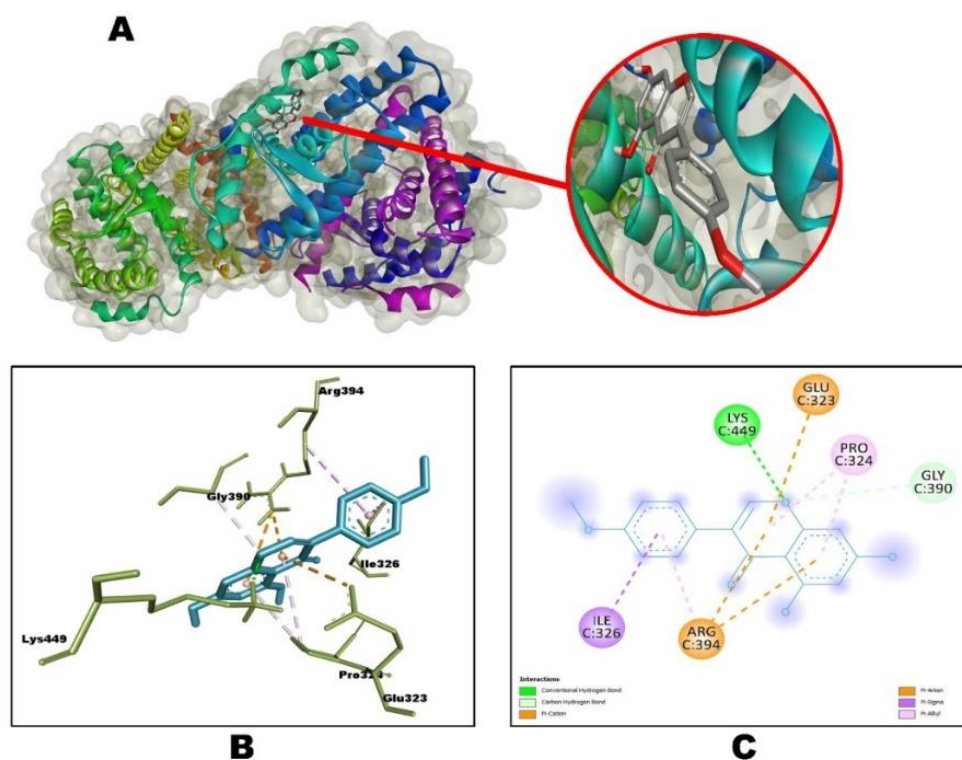 A
Arg394
Gly390
Ile326
Lys449
Pro324
Glu323
B
GLU
C:323
LYS
C:449
PRO
C:324
GLY
C:390
ILE
C:326
ARG
C:394
Interactions
Conventional Hydrogen Bond
Carbon Hydrogen Bond
Pi-Cation
Pi-Anion
Pi-Sigma
Pi-Alkyl
C